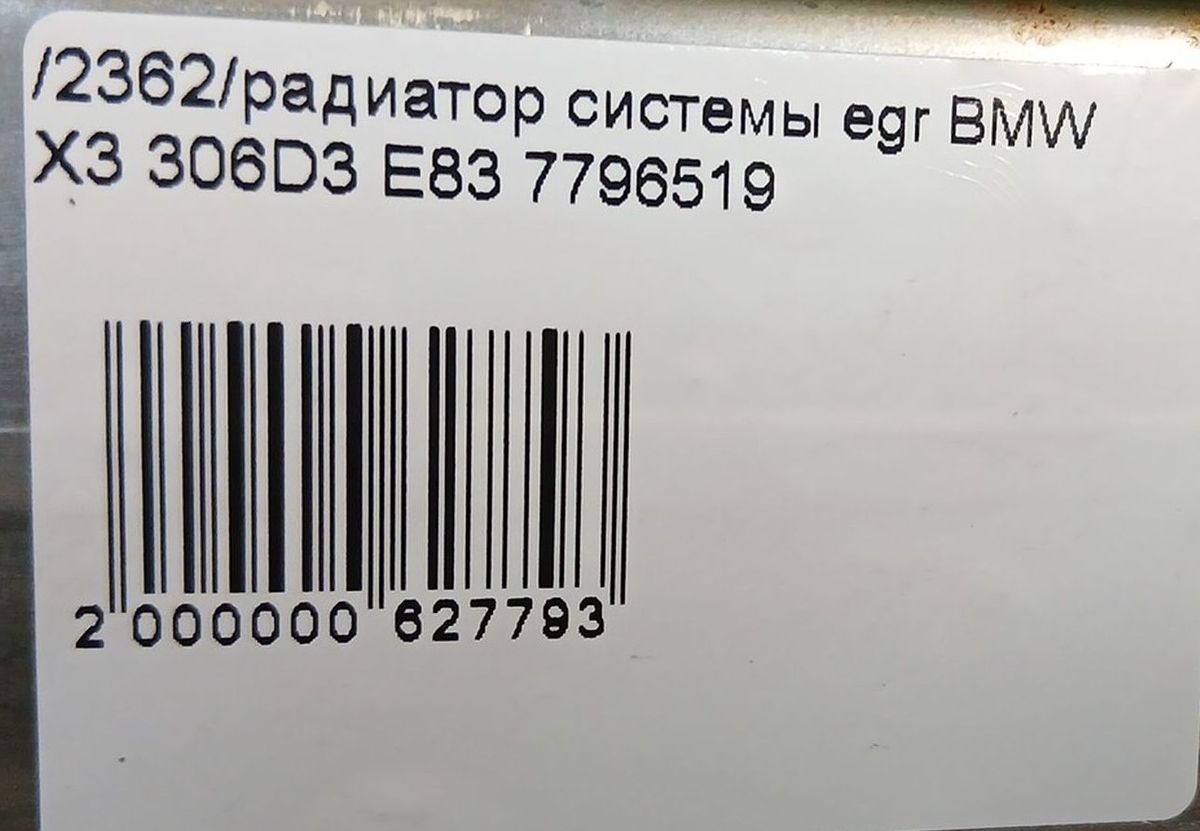 /2362/радиатор системы egr BMW
X3 306D3 E83 7796519
2 000000 627793